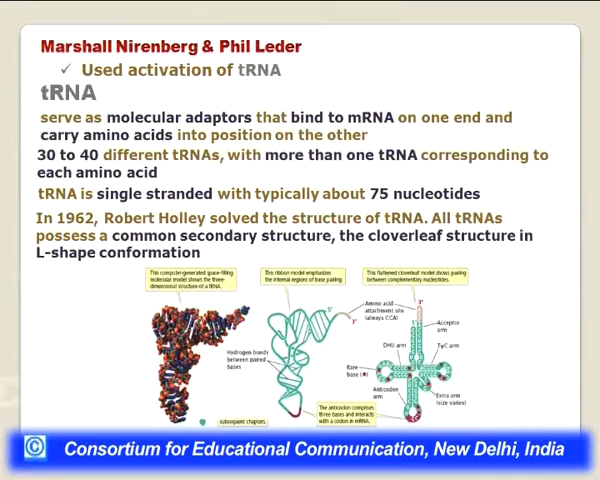 Marshall Nirenberg & Phil Leder
✓ Used activation of tRNA
tRNA
serve as molecular adaptors that bind to mRNA on one end and
carry amino acids into position on the other
30 to 40 different tRNAs, with more than one tRNA corresponding to
each amino acid
tRNA is single stranded with typically about 75 nucleotides
In 1962, Robert Holley solved the structure of tRNA. All tRNAs
possess a common secondary structure, the cloverleaf structure in
L-shape conformation
This computer-generated space-filling
molecular model shows the three-
dimensional structure of a tRNA.
This ribbon model emphasizes
the internal regions of base pairing.
This flattened cloverleaf model shows pairing
between complementary nucleotides.
5'
3'
Hydrogen bonds
between paired
bases
The anticodon comprises
three bases and interacts
with a codon in mRNA.
subsequent chapters.
Amino acid
attachment site
(always CCA)
3'
5'
Acceptor
arm
DHU arm
TψC arm
Rare
base (●)
Anticodon
arm
Extra arm
(size varies)
© Consortium for Educational Communication, New Delhi, India